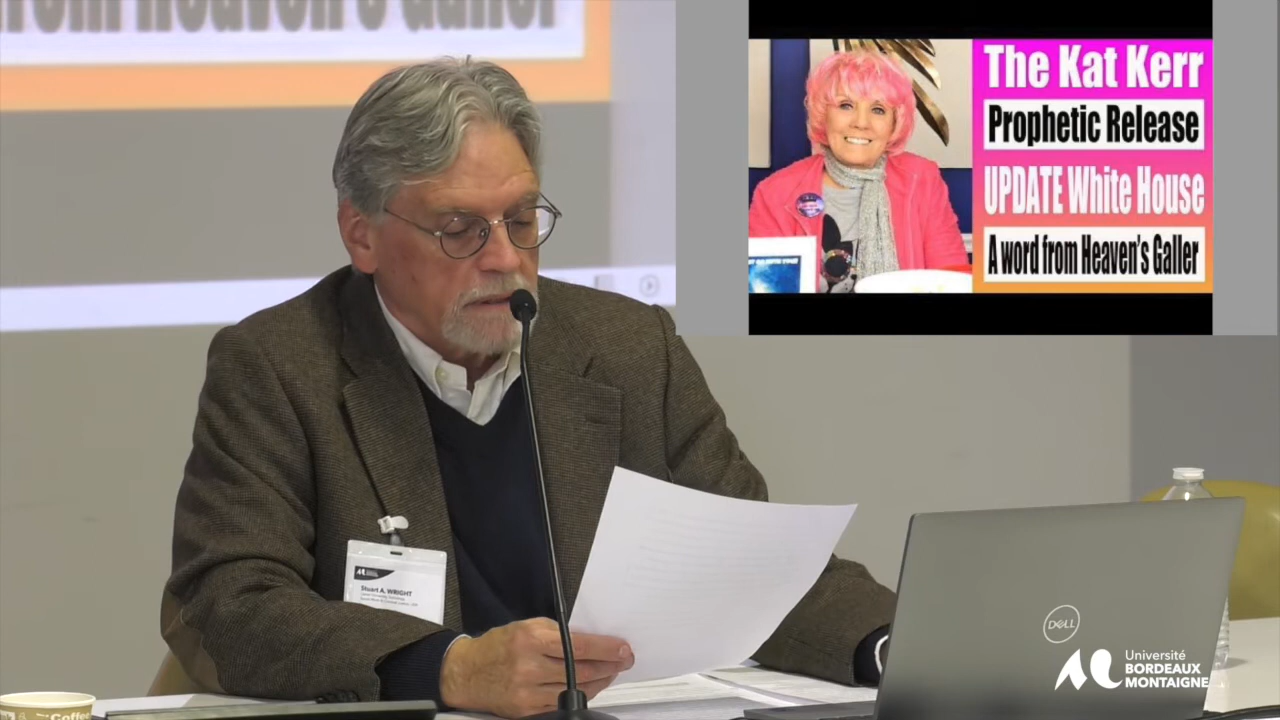 from Heaven's Galler
The Kat Kerr
Prophetic Release
UPDATE White House
A word from Heaven's Galler
Stuart A. WRIGHT
DELL
Université
BORDEAUX
MONTAIGNE
Coffee